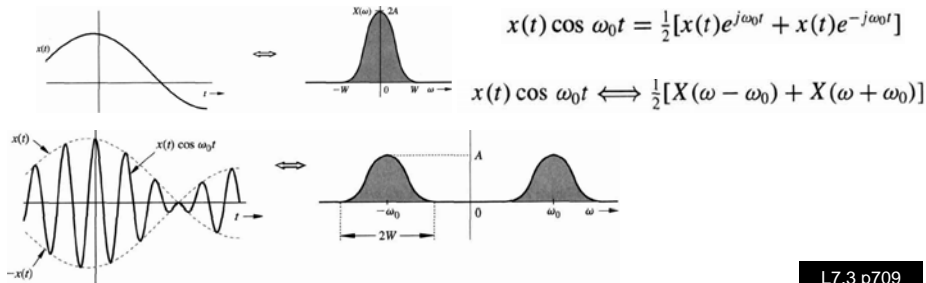 X(ω) 2A
x(t)
t
⇔
−W 0 W ω
x(t) cos ω₀t = ½[x(t)e^{jω₀t} + x(t)e^{−jω₀t}]
x(t) cos ω₀t ⟺ ½[X(ω − ω₀) + X(ω + ω₀)]
x(t)
x(t) cos ω₀t
t
−x(t)
⇔
A
−ω₀ 0 ω₀ ω
2W
L7.3 p709